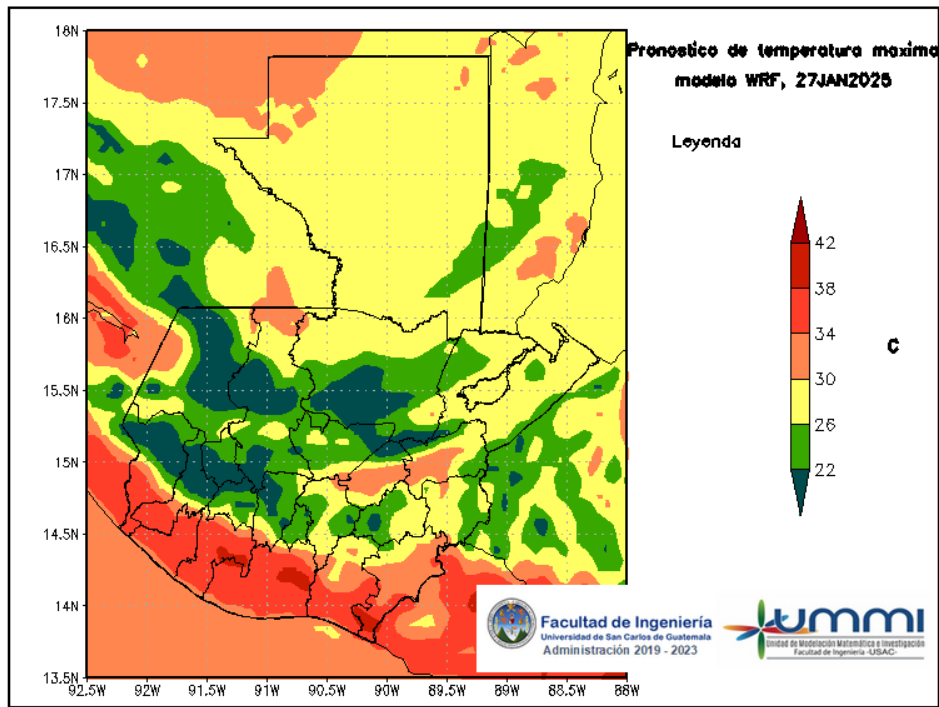 Pronostico de temperatura maxima
modelo WRF, 27JAN2025
Leyenda
18N
17.5N
17N
16.5N
16N
15.5N
15N
14.5N
14N
13.5N
92.5W 92W 91.5W 91W 90.5W 90W 89.5W 89W 88.5W 88W
42
38
34
30
26
22
C
Facultad de Ingeniería
Universidad de San Carlos de Guatemala
Administración 2019 - 2023
UMMI
Unidad de Modelación Matemática e Investigación
Facultad de Ingeniería -USAC-